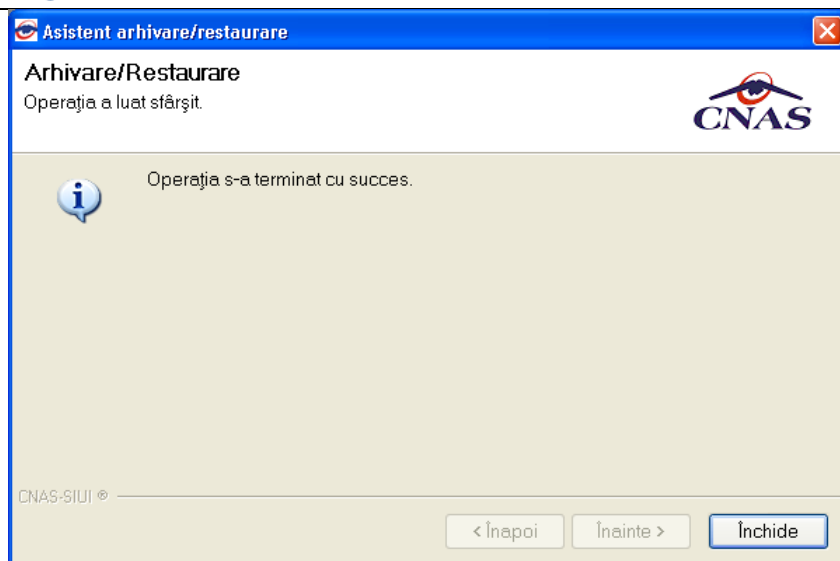 Asistent arhivare/restaurare
Arhivare/Restaurare
Operaţia a luat sfârşit.
CNAS
Operaţia s-a terminat cu succes.
CNAS-SIUI ®
< Înapoi
Înainte >
Închide